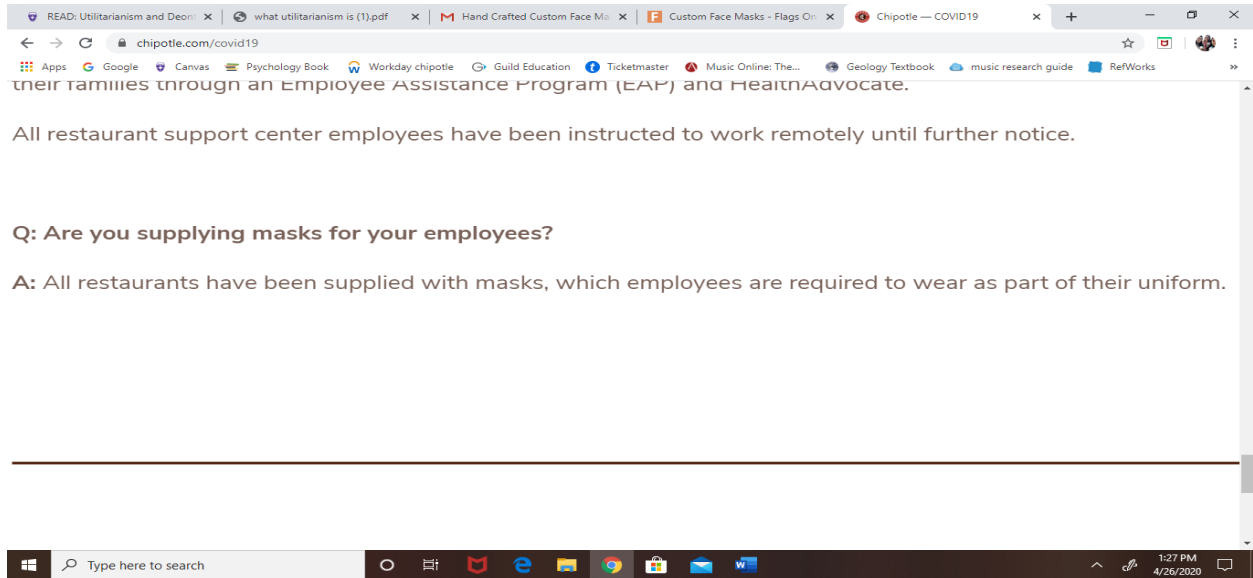 READ: Utilitarianism and Deont
what utilitarianism is (1).pdf
Hand Crafted Custom Face Ma
Custom Face Masks - Flags On
Chipotle — COVID19
chipotle.com/covid19
Apps Google Canvas Psychology Book Workday chipotle Guild Education Ticketmaster Music Online: The... Geology Textbook music research guide RefWorks »
their families through an Employee Assistance Program (EAP) and HealthAdvocate.
All restaurant support center employees have been instructed to work remotely until further notice.
Q: Are you supplying masks for your employees?
A: All restaurants have been supplied with masks, which employees are required to wear as part of their uniform.
Type here to search
1:27 PM
4/26/2020